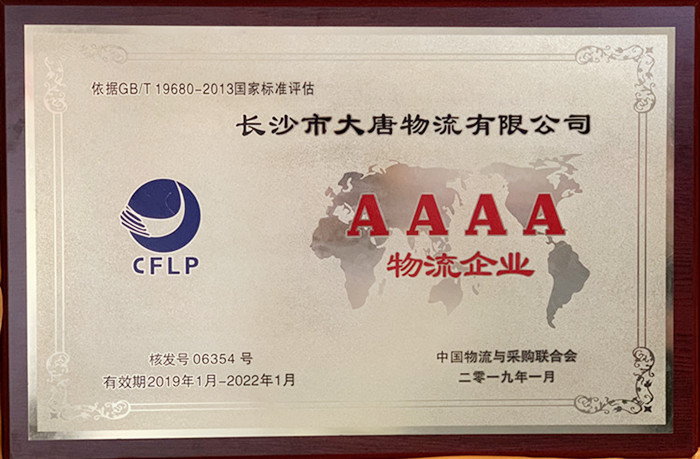 依据GB/T 19680-2013国家标准评估
长沙市大唐物流有限公司
CFLP
AAAA
物流企业
核发号 06354 号
有效期2019年1月-2022年1月
中国物流与采购联合会
二零一九年一月